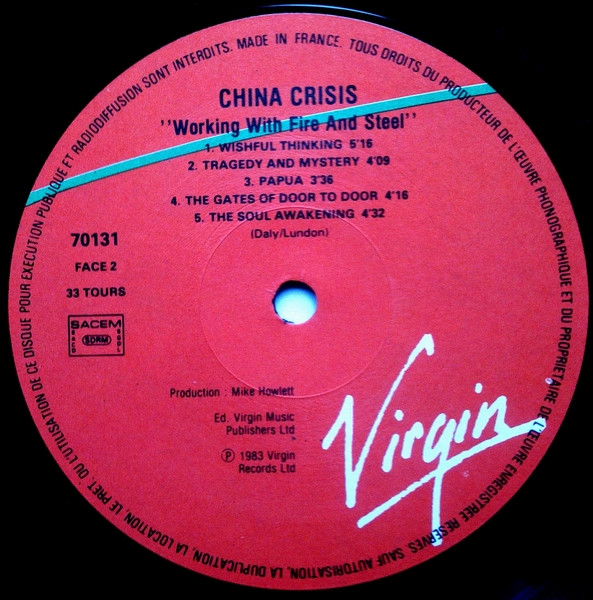 MADE IN FRANCE. TOUS DROITS DU PRODUCTEUR DE L'ŒUVRE PHONOGRAPHIQUE ET DU PROPRIETAIRE DE L'ŒUVRE ENREGISTREE RESERVES. SAUF AUTORISATION, LA DUPLICATION, LA LOCATION, LE PRET, OU L'UTILISATION DE CE DISQUE POUR EXECUTION PUBLIQUE ET RADIODIFFUSION SONT INTERDITS.
CHINA CRISIS
''Working With Fire And Steel''
1. WISHFUL THINKING 5'16
2. TRAGEDY AND MYSTERY 4'09
3. PAPUA 3'36
4. THE GATES OF DOOR TO DOOR 4'16
5. THE SOUL AWAKENING 4'32
(Daly/Lundon)
70131
FACE 2
33 TOURS
SACEM
SACD
SDRM
SGDL
Production : Mike Howlett
Ed. Virgin Music
Publishers Ltd
Ⓟ 1983 Virgin
Records Ltd
Virgin